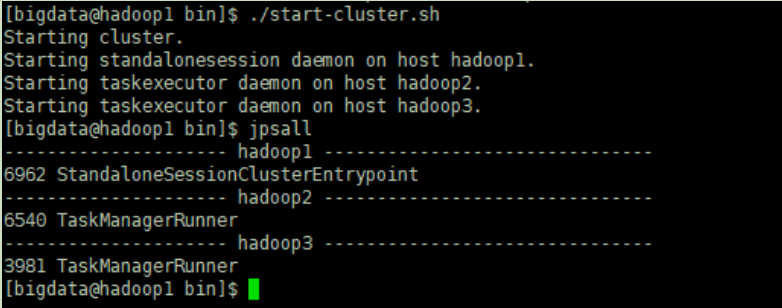 [bigdata@hadoop1 bin]$ ./start-cluster.sh
Starting cluster.
Starting standalonesession daemon on host hadoop1.
Starting taskexecutor daemon on host hadoop2.
Starting taskexecutor daemon on host hadoop3.
[bigdata@hadoop1 bin]$ jpsall
--------------------- hadoop1 -------------------------------
6962 StandaloneSessionClusterEntrypoint
--------------------- hadoop2 -------------------------------
6540 TaskManagerRunner
--------------------- hadoop3 -------------------------------
3981 TaskManagerRunner
[bigdata@hadoop1 bin]$